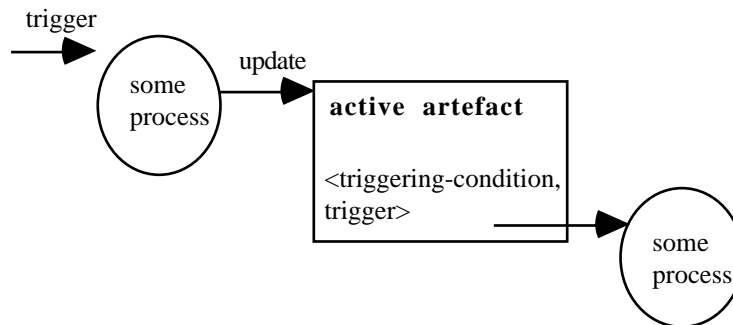 trigger
some
process
update
active artefact
<triggering-condition,
trigger>
some
process